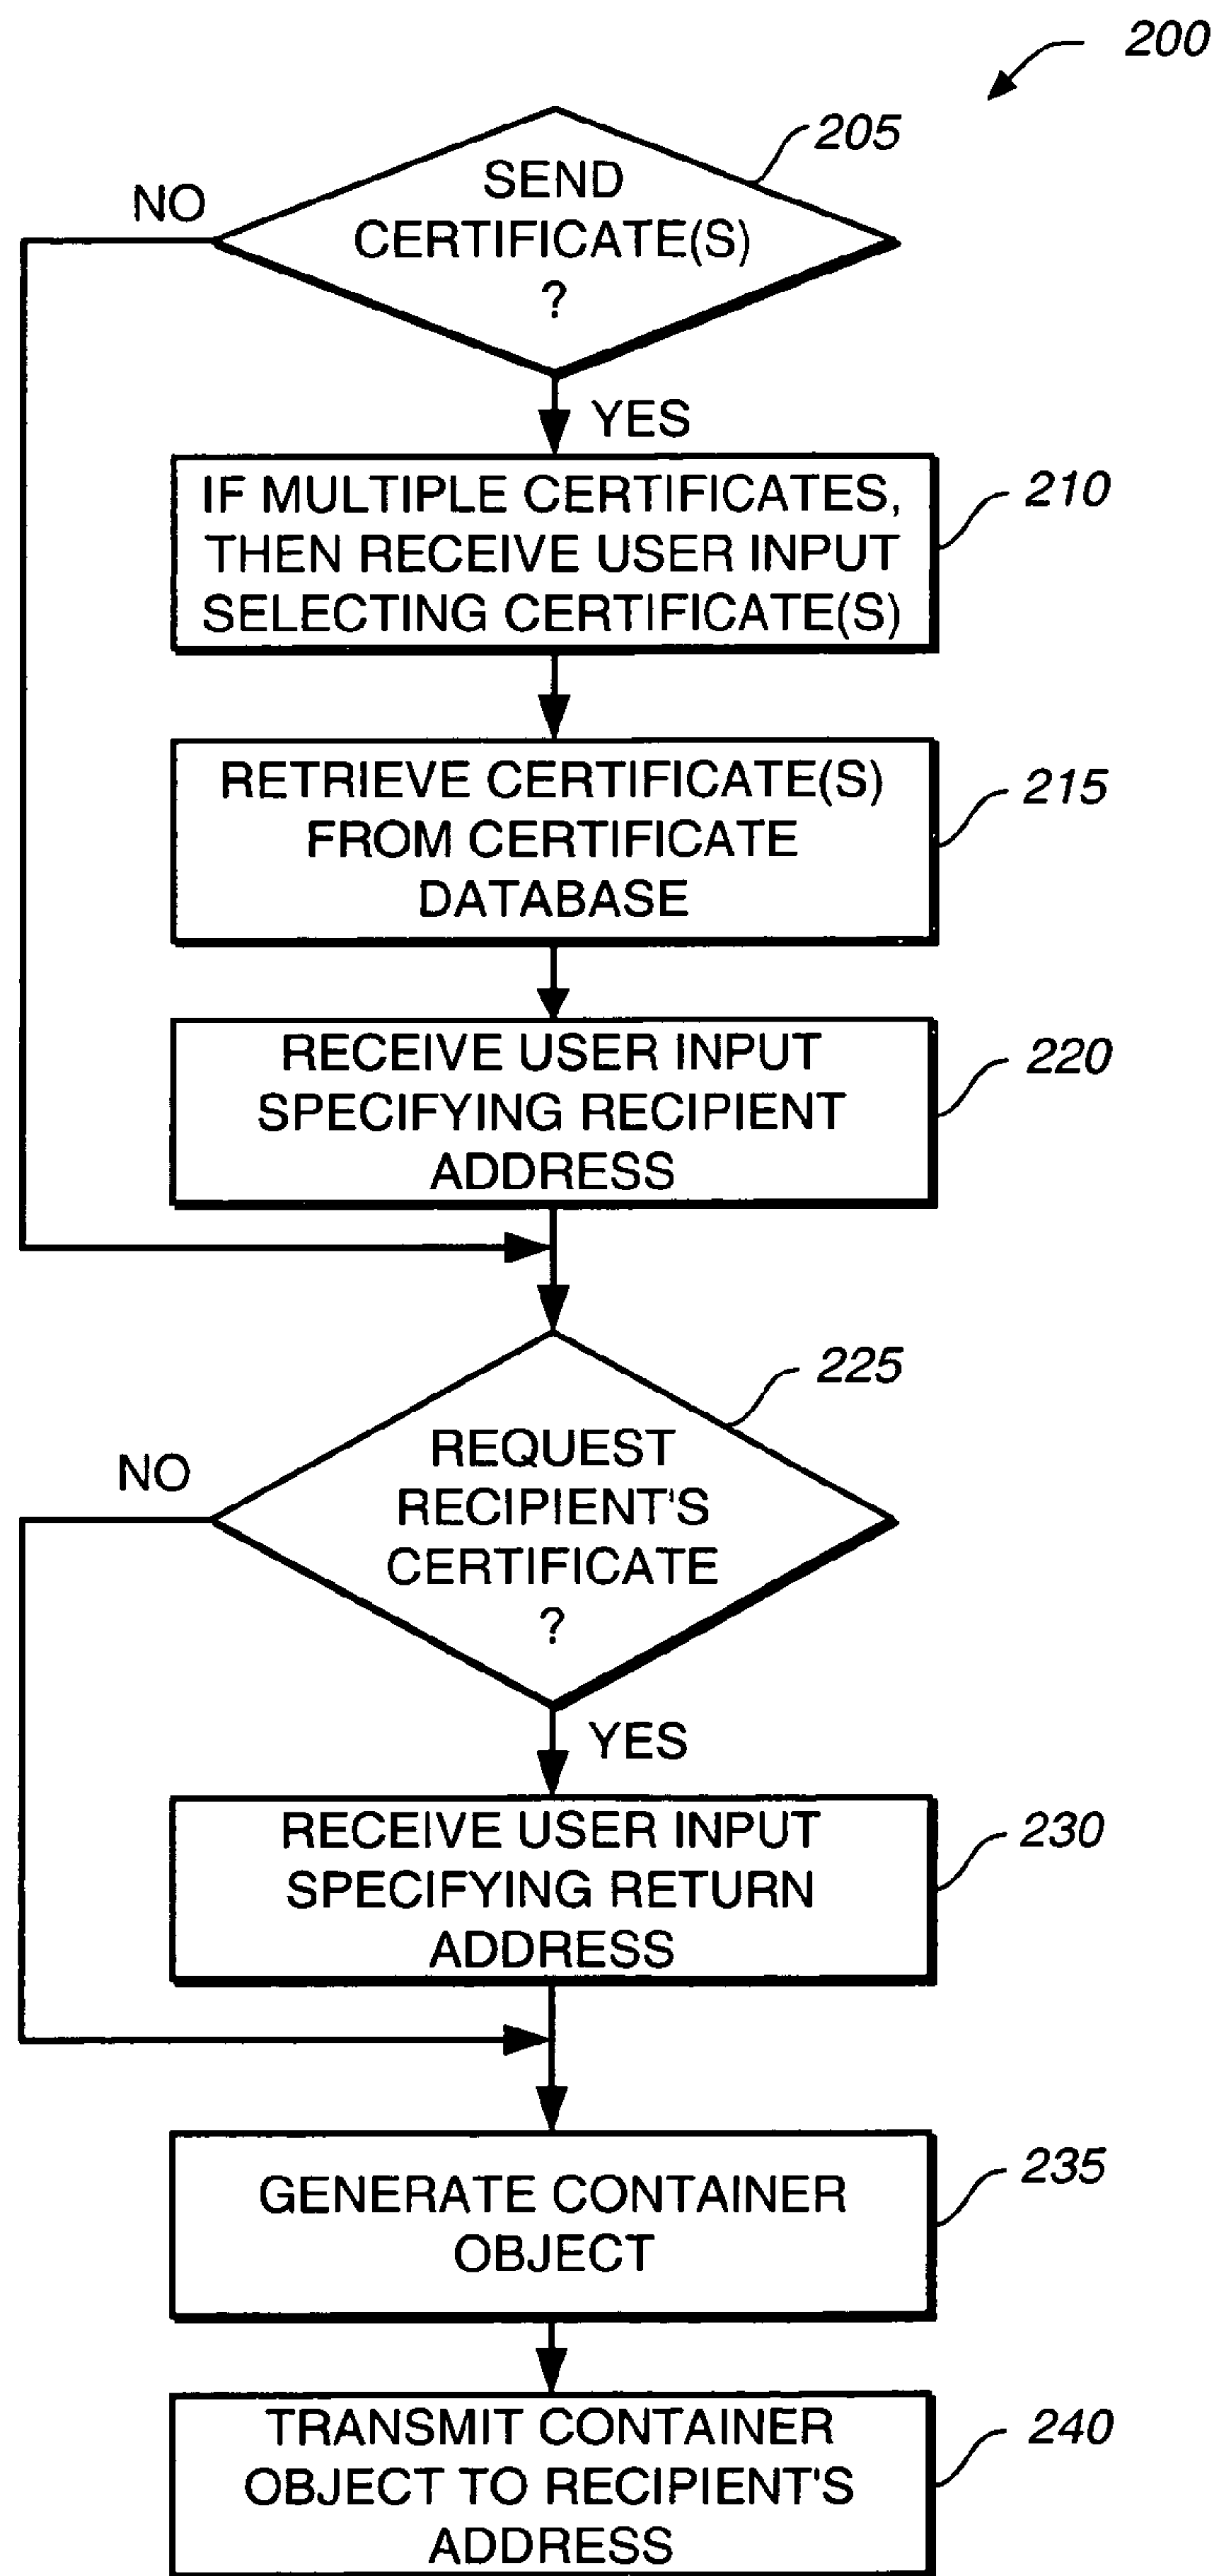 200
205
SEND
CERTIFICATE(S)
?
NO
YES
IF MULTIPLE CERTIFICATES,
THEN RECEIVE USER INPUT
SELECTING CERTIFICATE(S)
210
RETRIEVE CERTIFICATE(S)
FROM CERTIFICATE
DATABASE
215
RECEIVE USER INPUT
SPECIFYING RECIPIENT
ADDRESS
220
225
REQUEST
RECIPIENT'S
CERTIFICATE
?
NO
YES
RECEIVE USER INPUT
SPECIFYING RETURN
ADDRESS
230
GENERATE CONTAINER
OBJECT
235
TRANSMIT CONTAINER
OBJECT TO RECIPIENT'S
ADDRESS
240